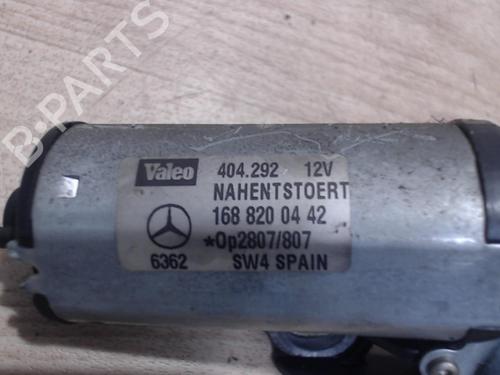 B-PARTS
Valeo 404.292 12V
NAHENTSTOERT
168 820 04 42
*Op2807/807
6362 SW4 SPAIN